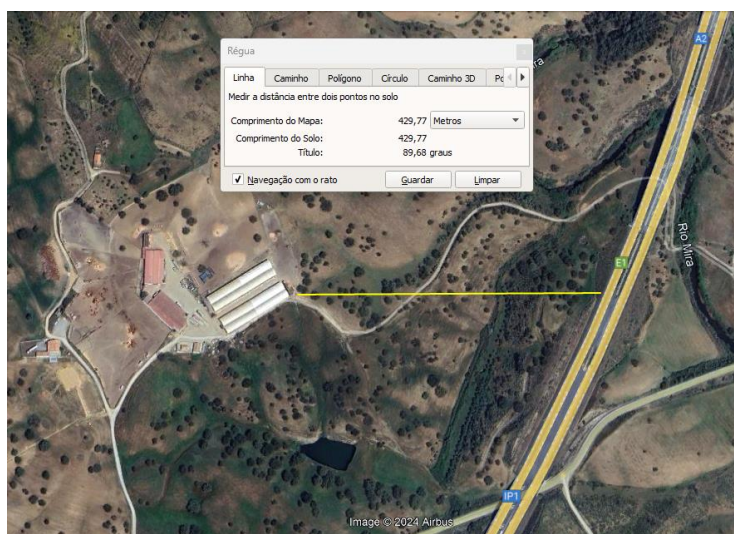 Régua
Linha Caminho Polígono Círculo Caminho 3D
Medir a distância entre dois pontos no solo
Comprimento do Mapa: 429,77 Metros
Comprimento do Solo: 429,77
Título: 89,68 graus
Navegação com o rato Guardar Limpar
A2
Rio Mira
E1
IP1
Image © 2024 Airbus